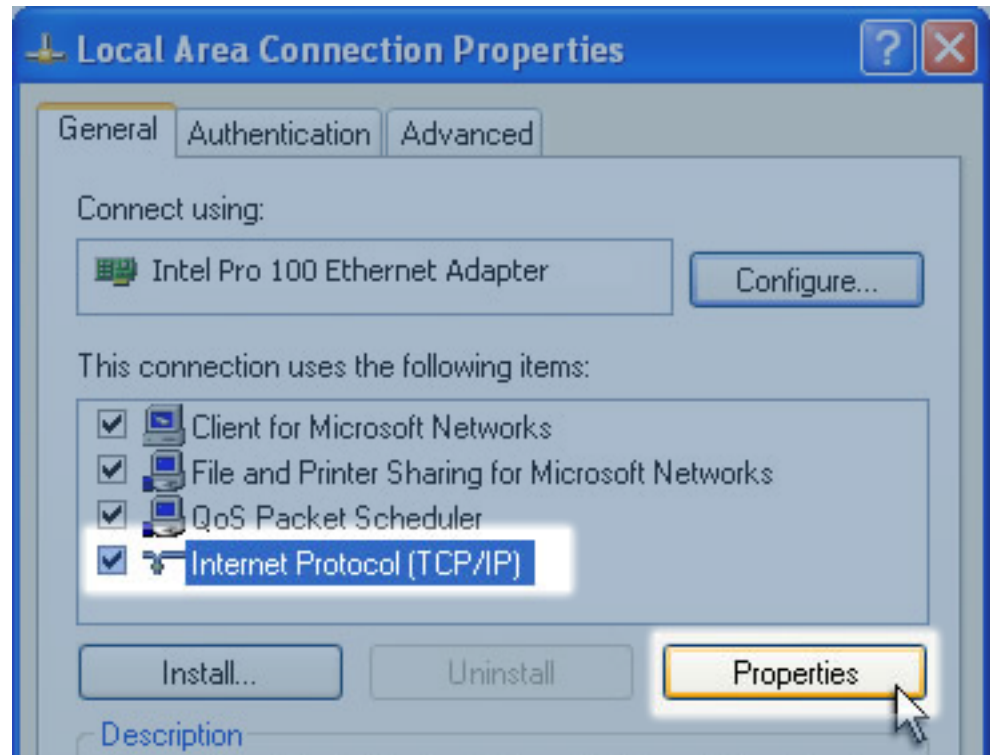 Local Area Connection Properties
General Authentication Advanced
Connect using:
Intel Pro 100 Ethernet Adapter Configure...
This connection uses the following items:
Client for Microsoft Networks
File and Printer Sharing for Microsoft Networks
QoS Packet Scheduler
Internet Protocol (TCP/IP)
Install... Uninstall Properties
Description